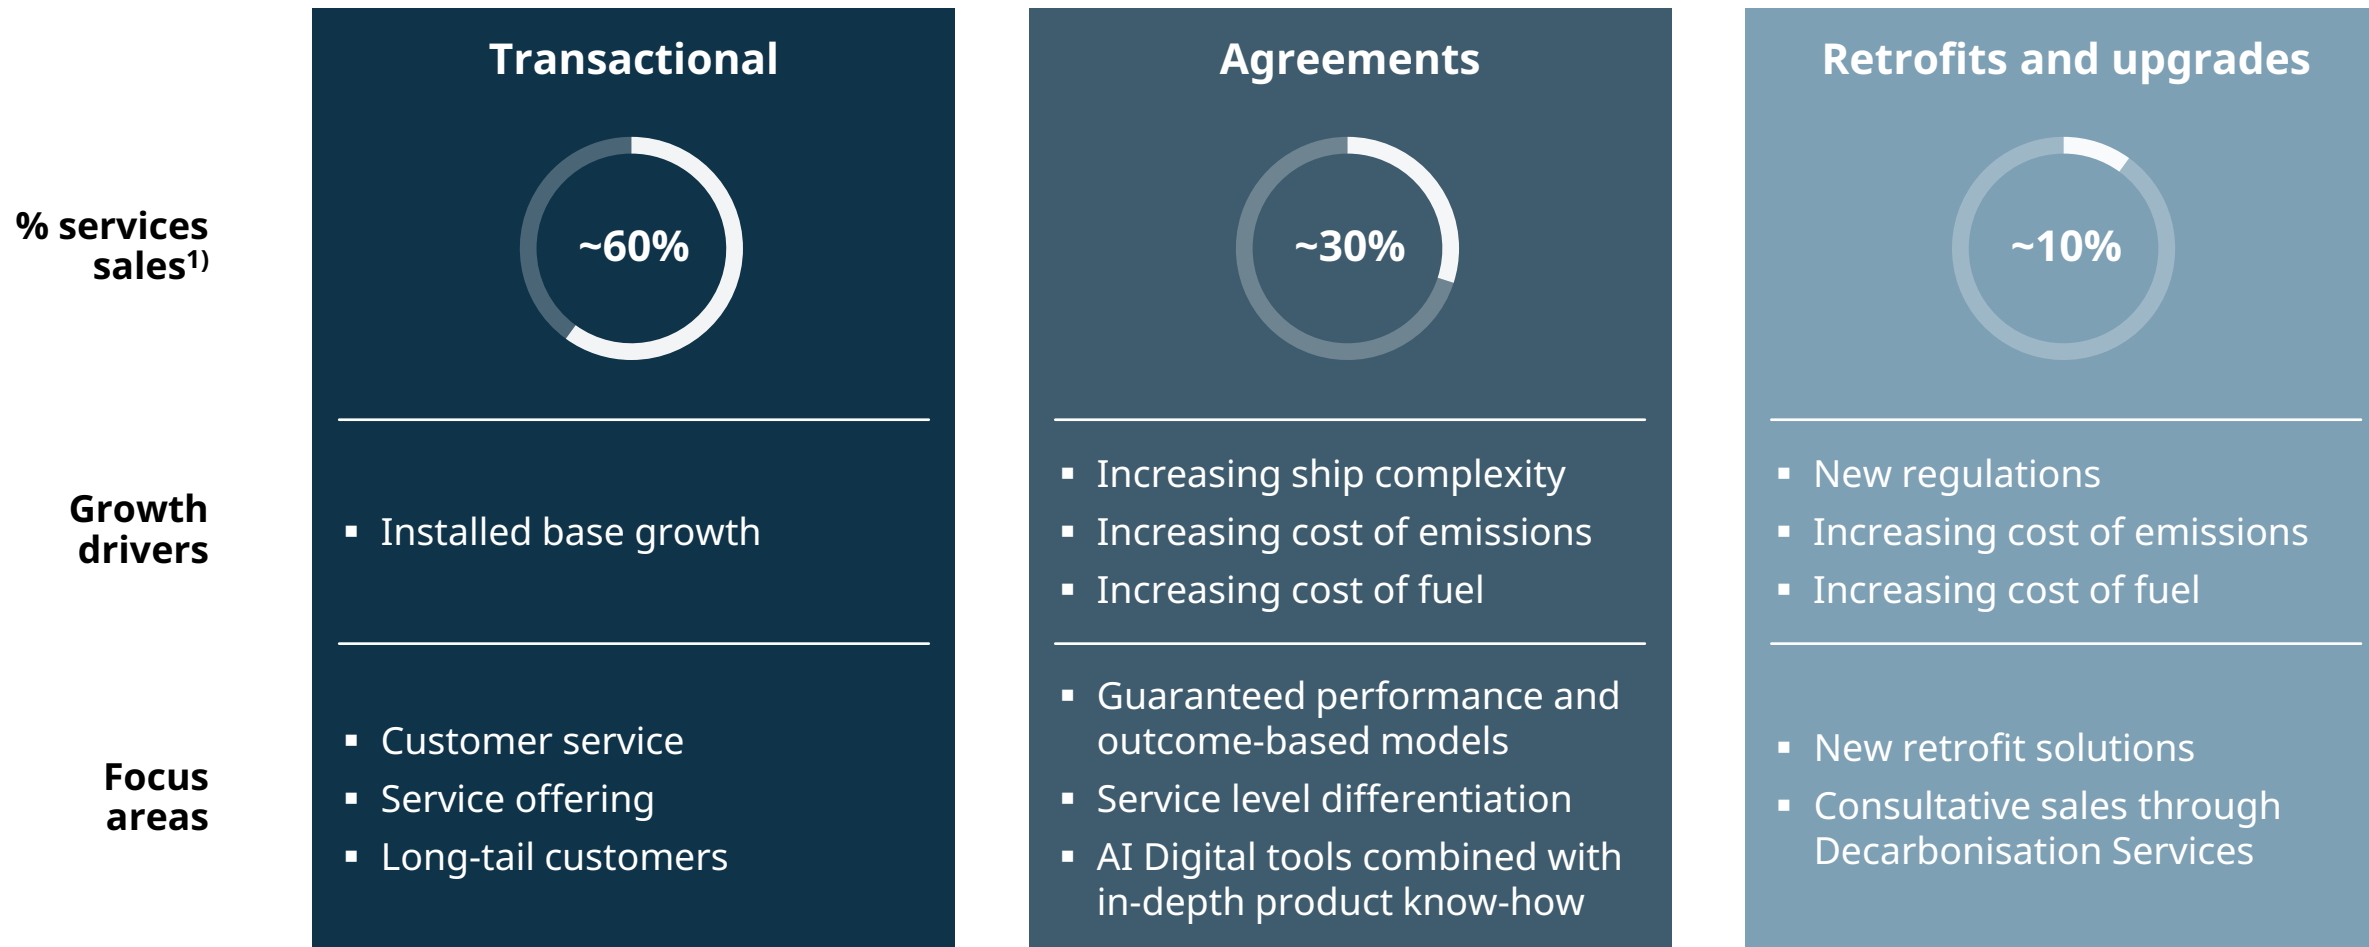 Transactional
Agreements
Retrofits and upgrades
% services
sales1)
~60%
~30%
~10%
Growth
drivers
▪ Installed base growth
▪ Increasing ship complexity
▪ Increasing cost of emissions
▪ Increasing cost of fuel
▪ New regulations
▪ Increasing cost of emissions
▪ Increasing cost of fuel
Focus
areas
▪ Customer service
▪ Service offering
▪ Long-tail customers
▪ Guaranteed performance and
outcome-based models
▪ Service level differentiation
▪ AI Digital tools combined with
in-depth product know-how
▪ New retrofit solutions
▪ Consultative sales through
Decarbonisation Services